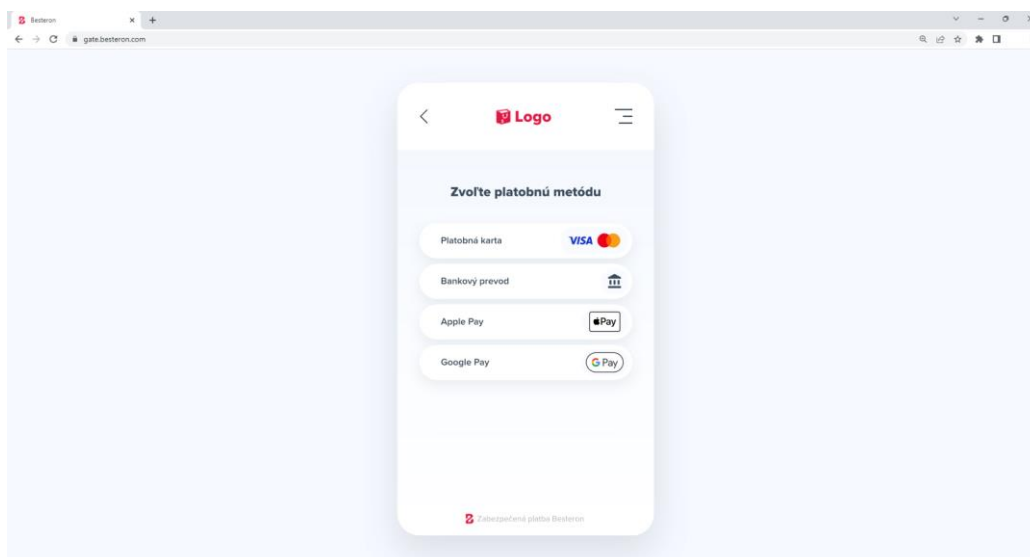 Besteron
gate.besteron.com
Logo
Zvoľte platobnú metódu
Platobná karta VISA
Bankový prevod
Apple Pay Pay
Google Pay G Pay
Zabezpečená platba Besteron